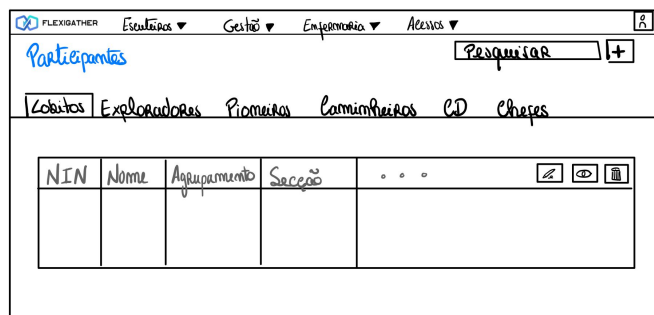 FLEXIGATHER Escuteiros ▼ Gestão ▼ Enfermaria ▼ Acessos ▼
Participantes Pesquisar +
Lobitos Exploradores Pioneiros Caminheiros CD Chefes
NIN Nome Agrupamento Secção ...